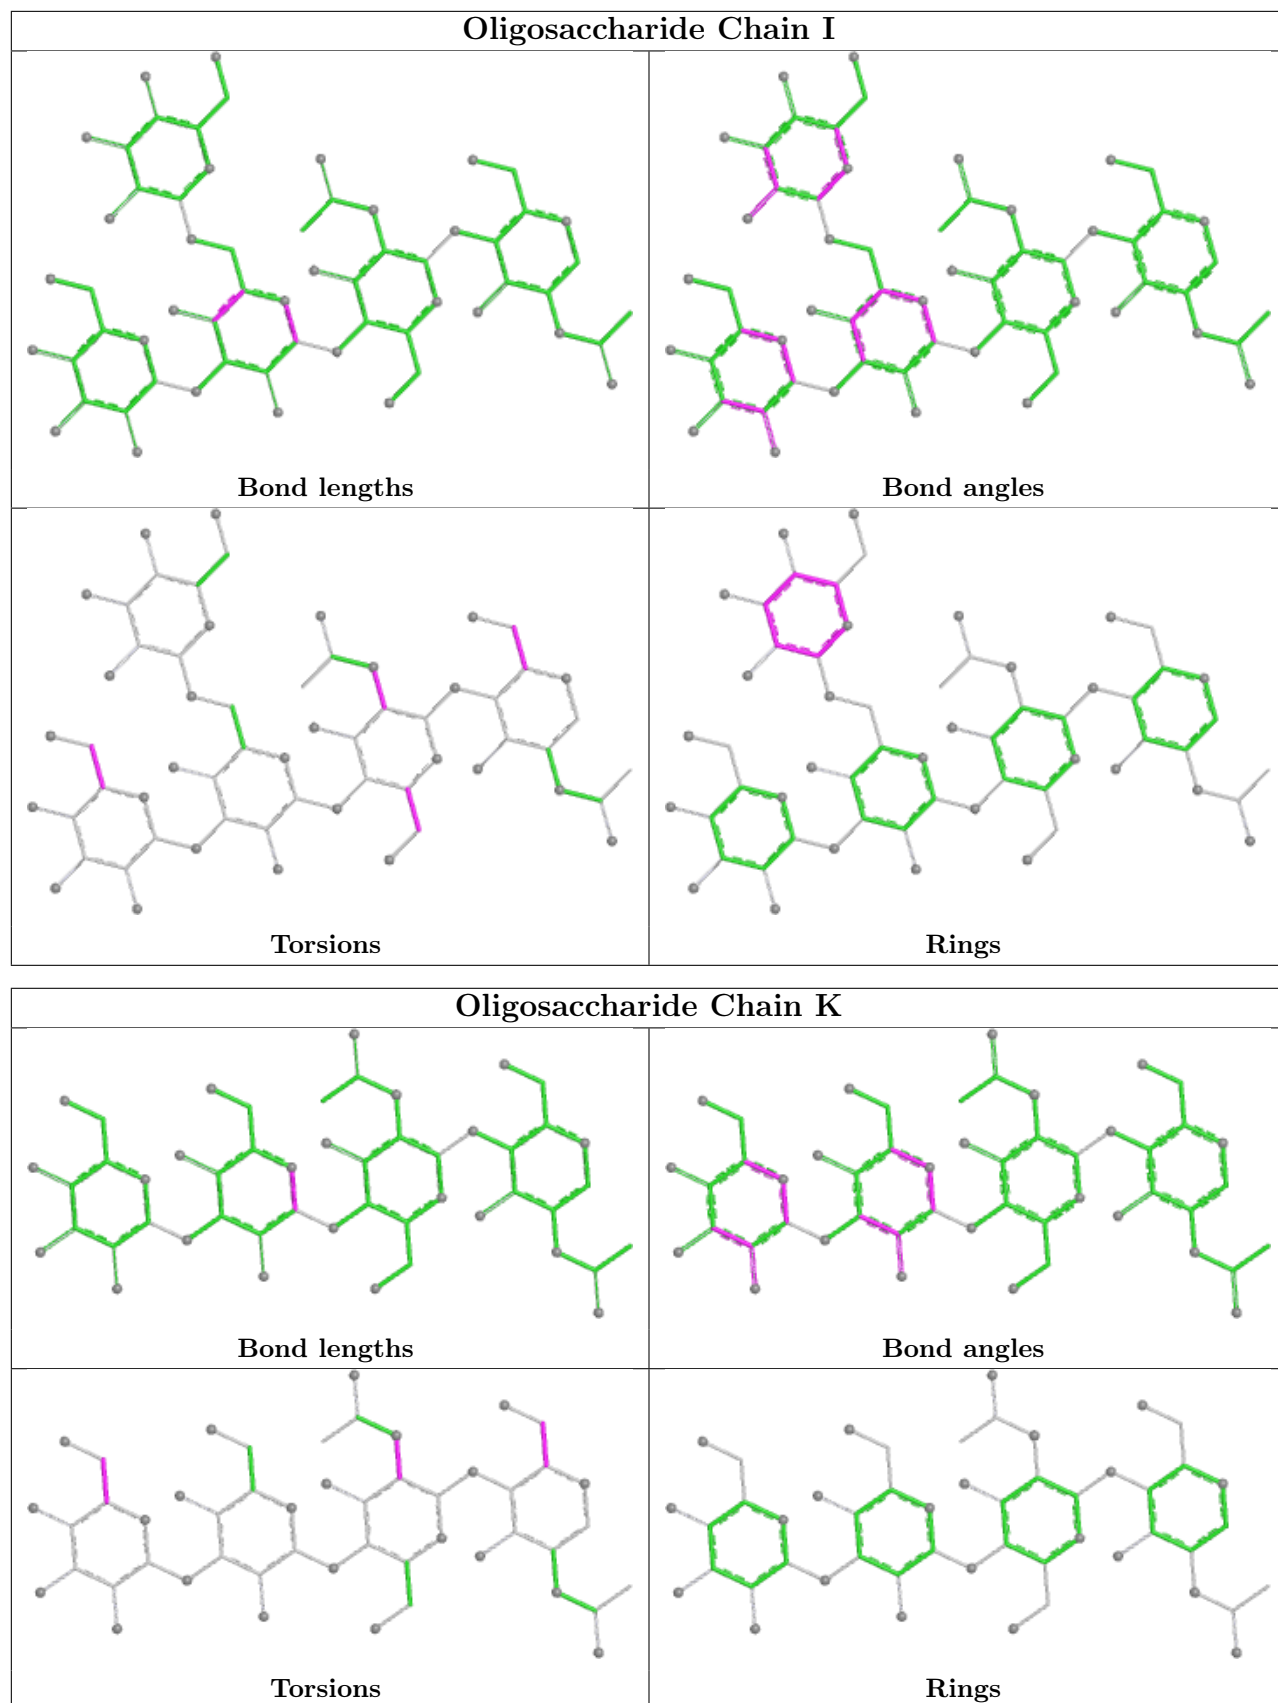 Oligosaccharide Chain I
Bond lengths
Bond angles
Torsions
Rings
Oligosaccharide Chain K
Bond lengths
Bond angles
Torsions
Rings